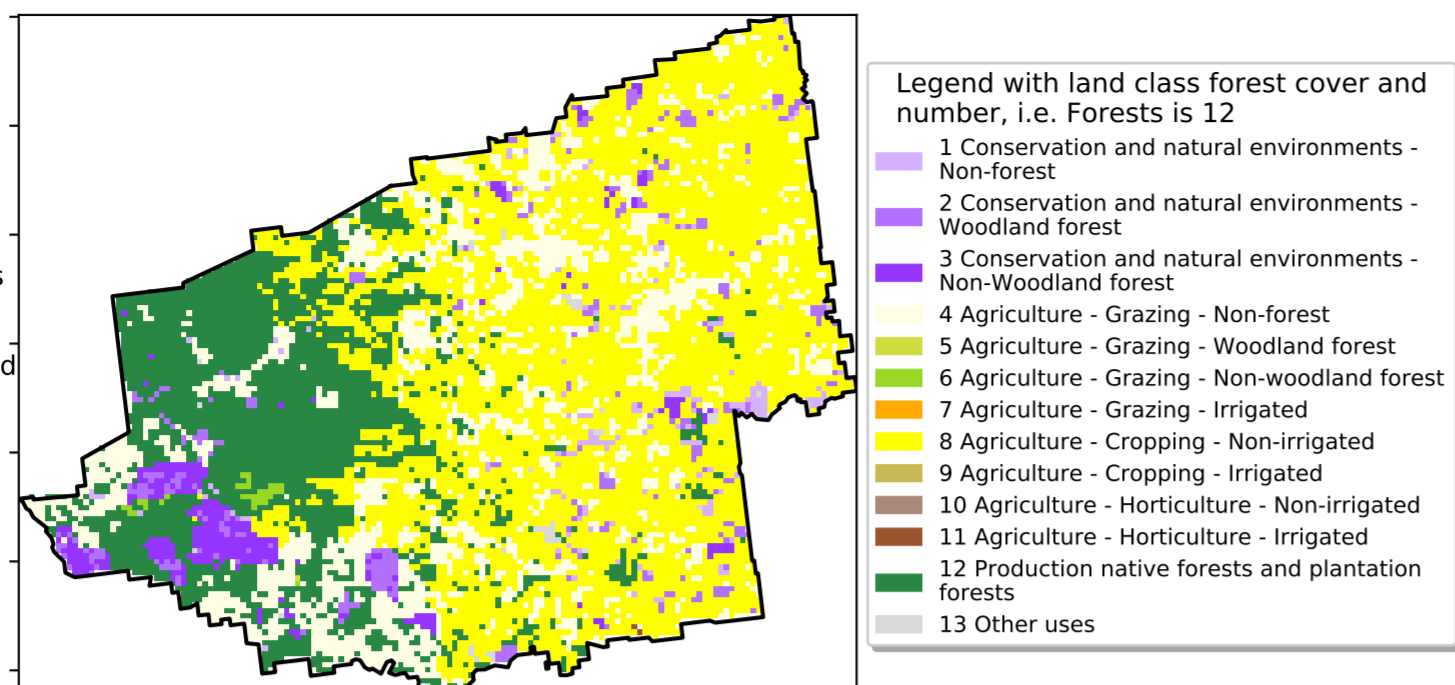 s
d
Legend with land class forest cover and
number, i.e. Forests is 12
1 Conservation and natural environments -
Non-forest
2 Conservation and natural environments -
Woodland forest
3 Conservation and natural environments -
Non-Woodland forest
4 Agriculture - Grazing - Non-forest
5 Agriculture - Grazing - Woodland forest
6 Agriculture - Grazing - Non-woodland forest
7 Agriculture - Grazing - Irrigated
8 Agriculture - Cropping - Non-irrigated
9 Agriculture - Cropping - Irrigated
10 Agriculture - Horticulture - Non-irrigated
11 Agriculture - Horticulture - Irrigated
12 Production native forests and plantation
forests
13 Other uses